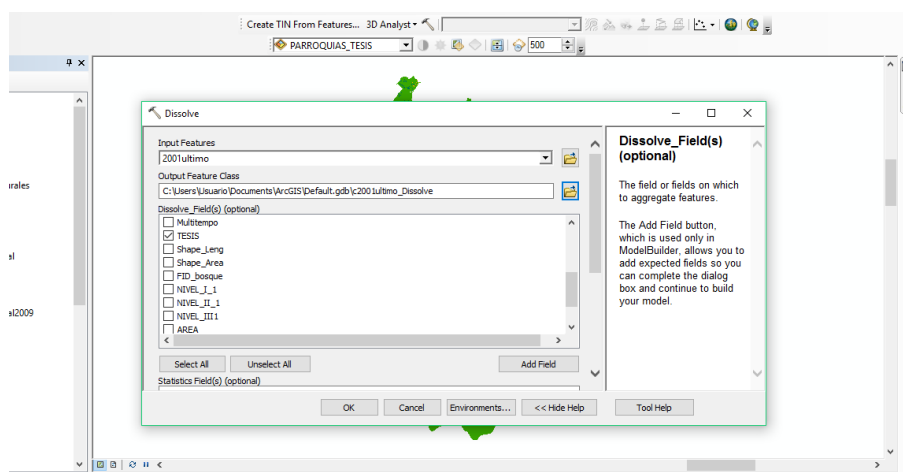 Create TIN From Features... 3D Analyst
PARROQUIAS_TESIS 500
Dissolve
Input Features
2001ultimo
Output Feature Class
C:\Users\Usuario\Documents\ArcGIS\Default.gdb\c2001ultimo_Dissolve
Dissolve_Field(s) (optional)
Multitempo
TESIS
Shape_Leng
Shape_Area
FID_bosque
NIVEL_I_1
NIVEL_II_1
NIVEL_III1
AREA
Select All Unselect All Add Field
Statistics Field(s) (optional)
OK Cancel Environments... << Hide Help Tool Help
Dissolve_Field(s)
(optional)
The field or fields on which
to aggregate features.
The Add Field button,
which is used only in
ModelBuilder, allows you to
add expected fields so you
can complete the dialog
box and continue to build
your model.
urales
al
al2009